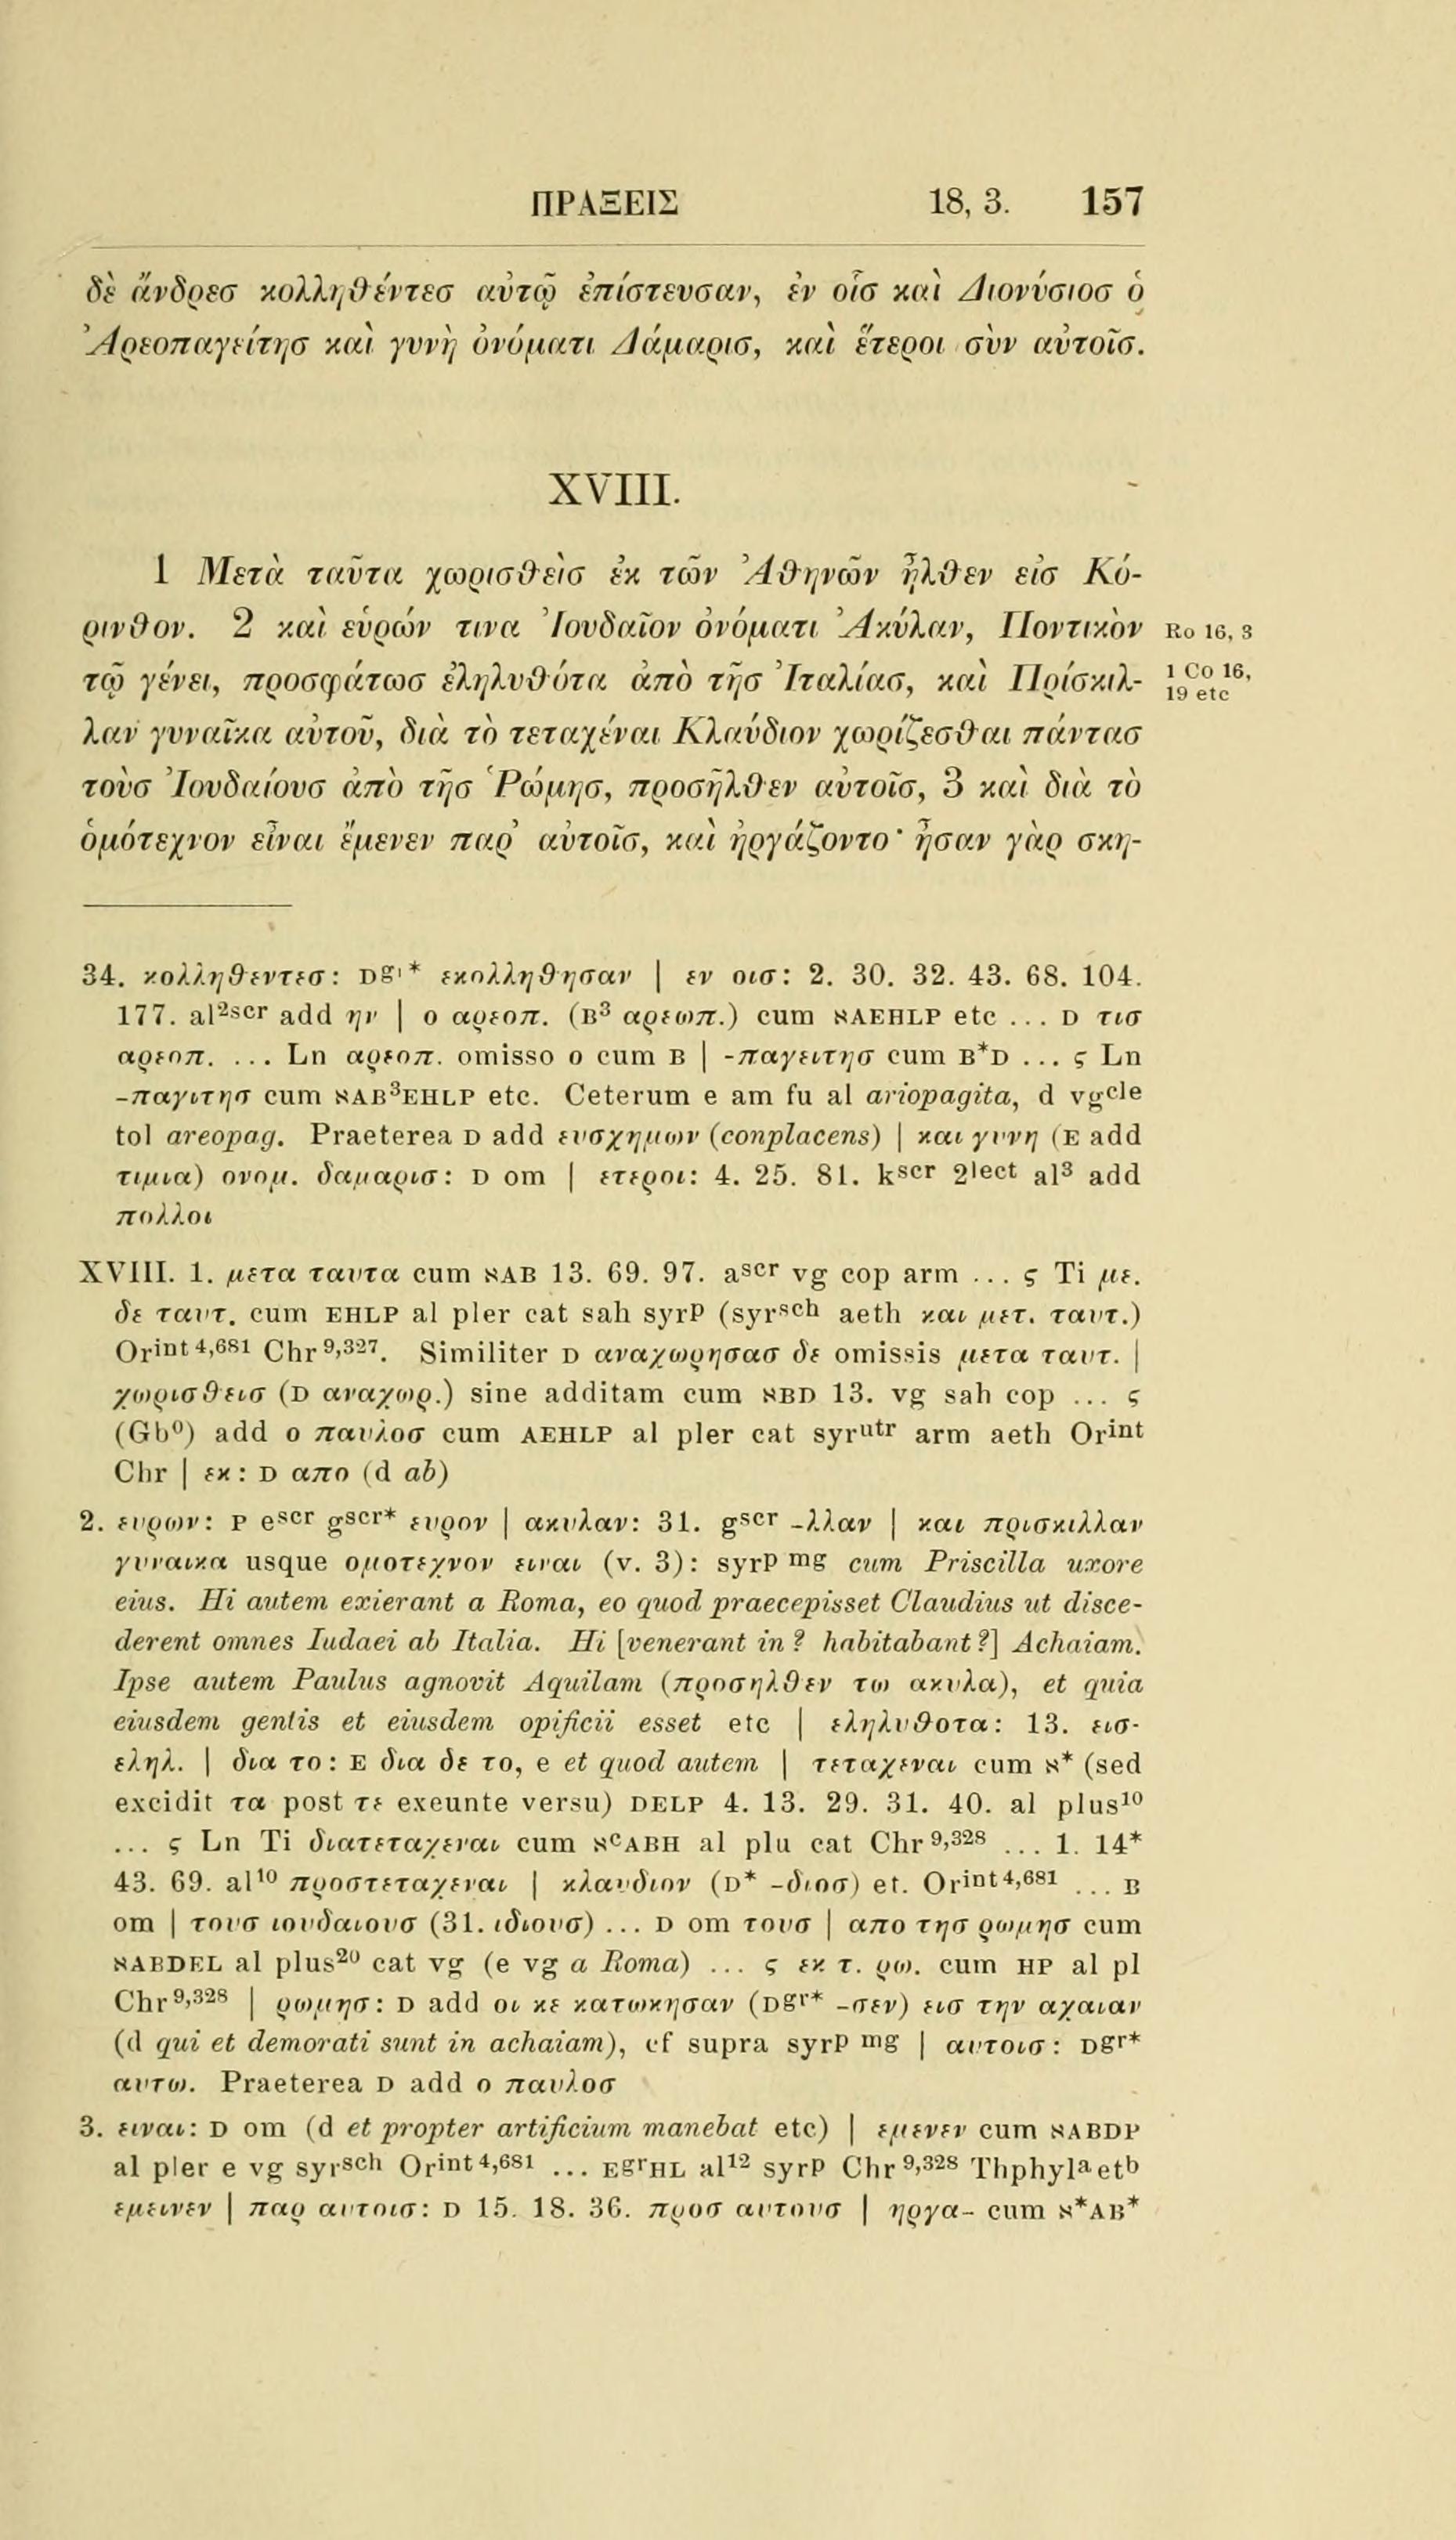 ΠΡΑΞΕΙΣ 18, 3. 157
δὲ ἄνδρεσ κολληθέντεσ αὐτῷ ἐπίστευσαν, ἐν οἷσ καὶ Διονύσιοσ ὁ
Ἀρεοπαγείτησ καὶ γυνὴ ὀνόματι Δάμαρισ, καὶ ἕτεροι σὺν αὐτοῖσ.
XVIII.
1 Μετὰ ταῦτα χωρισθεὶσ ἐκ τῶν Ἀθηνῶν ἦλθεν εἰσ Κό-
ρινθον. 2 καὶ εὑρών τινα Ἰουδαῖον ὀνόματι Ἀκύλαν, Ποντικὸν Ro 16, 3
τῷ γένει, προσφάτωσ ἐληλυθότα ἀπὸ τῆσ Ἰταλίασ, καὶ Πρίσκιλ- 1 Co 16,
19 etc
λαν γυναῖκα αὐτοῦ, διὰ τὸ τεταχέναι Κλαύδιον χωρίζεσθαι πάντασ
τοὺσ Ἰουδαίουσ ἀπὸ τῆσ Ῥώμησ, προσῆλθεν αὐτοῖσ, 3 καὶ διὰ τὸ
ὁμότεχνον εἶναι ἔμενεν παρ᾽ αὐτοῖσ, καὶ ἠργάζοντο· ἦσαν γὰρ σκη-
34. κολληθεντεσ: Dgr* εκολληθησαν | εν οισ: 2. 30. 32. 43. 68. 104.
177. al²scr add ην | ο αρεοπ. (B³ αρεωπ.) cum ℵAEHLP etc ... D τισ
αρεοπ. ... Ln αρεοπ. omisso ο cum B | -παγειτησ cum B*D ... ς Ln
-παγιτησ cum ℵAB³EHLP etc. Ceterum e am fu al ariopagita, d vgcle
tol areopag. Praeterea D add ευσχημων (conplacens) | και γυνη (E add
τιμια) ονομ. δαμαρισ: D om | ετεροι: 4. 25. 81. kscr 2lect al³ add
πολλοι
XVIII. 1. μετα ταυτα cum ℵAB 13. 69. 97. ascr vg cop arm ... ς Ti με.
δε ταυτ. cum EHLP al pler cat sah syrp (syrsch aeth και μετ. ταυτ.)
Orint 4,681 Chr 9,327. Similiter D αναχωρησασ δε omissis μετα ταυτ. |
χωρισθεισ (D αναχωρ.) sine additam cum ℵBD 13. vg sah cop ... ς
(Gb⁰) add ο παυλοσ cum AEHLP al pler cat syrutr arm aeth Orint
Chr | εκ: D απο (d ab)
2. ευρων: P escr gscr* ευρον | ακυλαν: 31. gscr -λλαν | και πρισκιλλαν
γυναικα usque ομοτεχνον ειναι (v. 3): syrp mg cum Priscilla uxore
eius. Hi autem exierant a Roma, eo quod praecepisset Claudius ut disce-
derent omnes Iudaei ab Italia. Hi [venerant in? habitabant?] Achaiam.
Ipse autem Paulus agnovit Aquilam (προσηλθεν τω ακυλα), et quia
eiusdem gentis et eiusdem opificii esset etc | εληλυθοτα: 13. εισ-
εληλ. | δια το: E δια δε το, e et quod autem | τεταχεναι cum ℵ* (sed
excidit τα post τε exeunte versu) DELP 4. 13. 29. 31. 40. al plus¹⁰
... ς Ln Ti διατεταχεναι cum ℵcABH al plu cat Chr 9,328 ... 1. 14*
43. 69. al¹⁰ προστεταχεναι | κλαυδιον (D* -διοσ) et. Orint 4,681 ... B
om | τουσ ιουδαιουσ (31. ιδιουσ) ... D om τουσ | απο τησ ρωμησ cum
ℵABDEL al plus²⁰ cat vg (e vg a Roma) ... ς εκ τ. ρω. cum HP al pl
Chr 9,328 | ρωμησ: D add οι κε κατωκησαν (Dgr* -σεν) εισ την αχαιαν
(d qui et demorati sunt in achaiam), cf supra syrp mg | αυτοισ: Dgr*
αυτω. Praeterea D add ο παυλοσ
3. ειναι: D om (d et propter artificium manebat etc) | εμενεν cum ℵABDP
al pler e vg syrsch Orint 4,681 ... EgrHL al¹² syrp Chr 9,328 Thphylaetb
εμεινεν | παρ αυτοισ: D 15. 18. 36. προσ αυτουσ | ηργα- cum ℵ*AB*